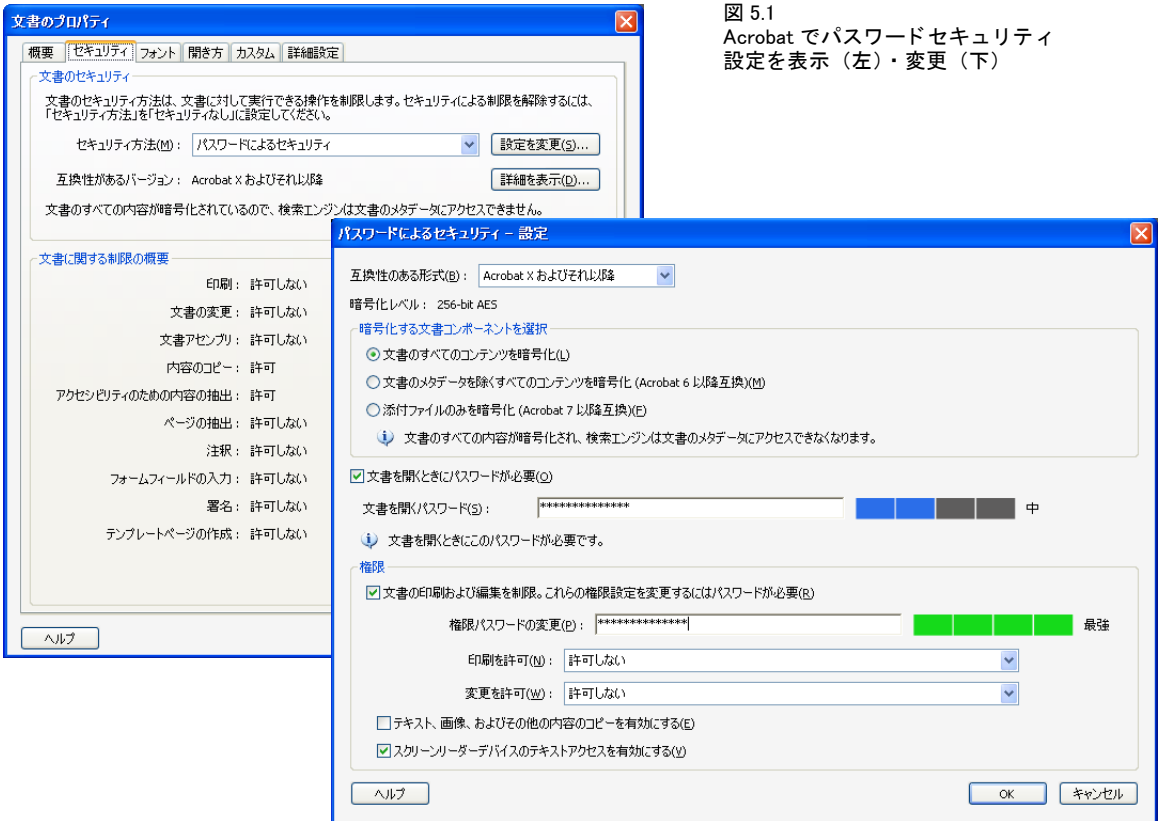 文書のプロパティ
概要 セキュリティ フォント 開き方 カスタム 詳細設定
文書のセキュリティ
文書のセキュリティ方法は、文書に対して実行できる操作を制限します。セキュリティによる制限を解除するには、
「セキュリティ方法」を「セキュリティなし」に設定してください。
セキュリティ方法(M): パスワードによるセキュリティ 設定を変更(S)...
互換性があるバージョン: Acrobat X およびそれ以降 詳細を表示(D)...
文書のすべての内容が暗号化されているので、検索エンジンは文書のメタデータにアクセスできません。
文書に関する制限の概要
印刷: 許可しない
文書の変更: 許可しない
文書アセンブリ: 許可しない
内容のコピー: 許可
アクセシビリティのための内容の抽出: 許可
ページの抽出: 許可しない
注釈: 許可しない
フォームフィールドの入力: 許可しない
署名: 許可しない
テンプレートページの作成: 許可しない
ヘルプ
図 5.1
Acrobat でパスワードセキュリティ
設定を表示（左）・変更（下）
パスワードによるセキュリティ - 設定
互換性のある形式(B): Acrobat X およびそれ以降
暗号化レベル: 256-bit AES
暗号化する文書コンポーネントを選択
文書のすべてのコンテンツを暗号化(L)
文書のメタデータを除くすべてのコンテンツを暗号化 (Acrobat 6 以降互換)(M)
添付ファイルのみを暗号化 (Acrobat 7 以降互換)(F)
文書のすべての内容が暗号化され、検索エンジンは文書のメタデータにアクセスできなくなります。
文書を開くときにパスワードが必要(O)
文書を開くパスワード(S): ************** 中
文書を開くときにこのパスワードが必要です。
権限
文書の印刷および編集を制限。これらの権限設定を変更するにはパスワードが必要(R)
権限パスワードの変更(P): ************** 最強
印刷を許可(N): 許可しない
変更を許可(W): 許可しない
テキスト、画像、およびその他の内容のコピーを有効にする(E)
スクリーンリーダーデバイスのテキストアクセスを有効にする(V)
ヘルプ OK キャンセル